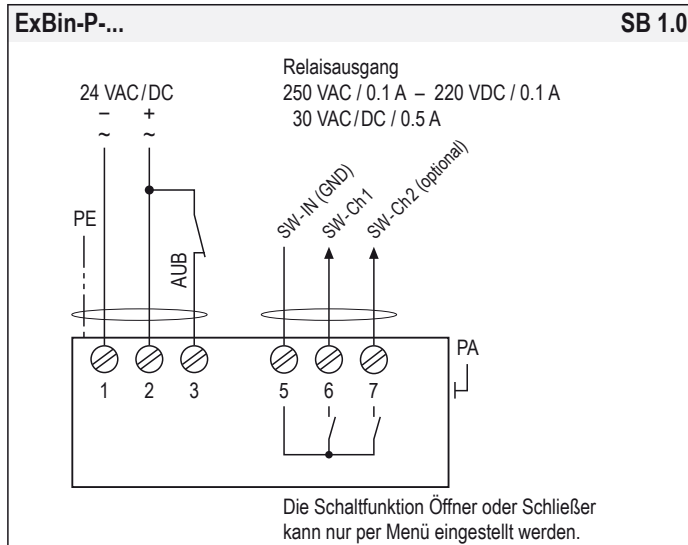 ExBin-P-... SB 1.0
Relaisausgang
24 VAC/DC 250 VAC / 0.1 A – 220 VDC / 0.1 A
– + 30 VAC/DC / 0.5 A
~ ~
SW-IN (GND)
SW-Ch1
SW-Ch2 (optional)
PE
AUB
PA
1 2 3 5 6 7
Die Schaltfunktion Öffner oder Schließer
kann nur per Menü eingestellt werden.